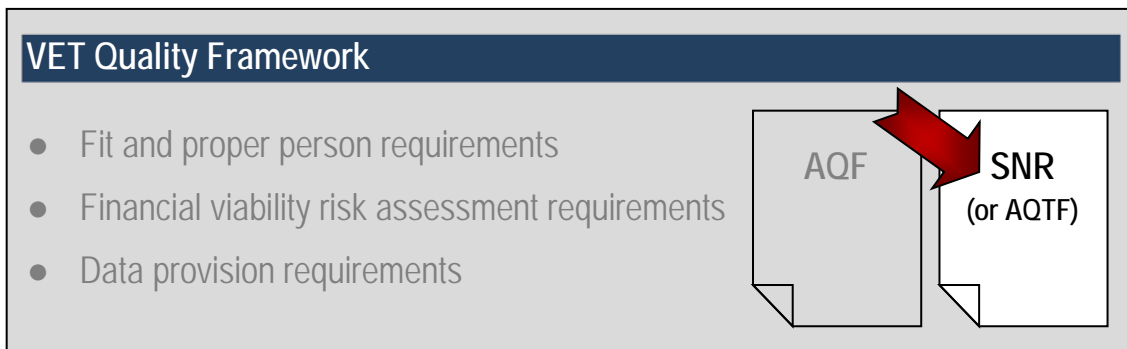 VET Quality Framework
● Fit and proper person requirements
● Financial viability risk assessment requirements
● Data provision requirements
AQF
SNR
(or AQTF)